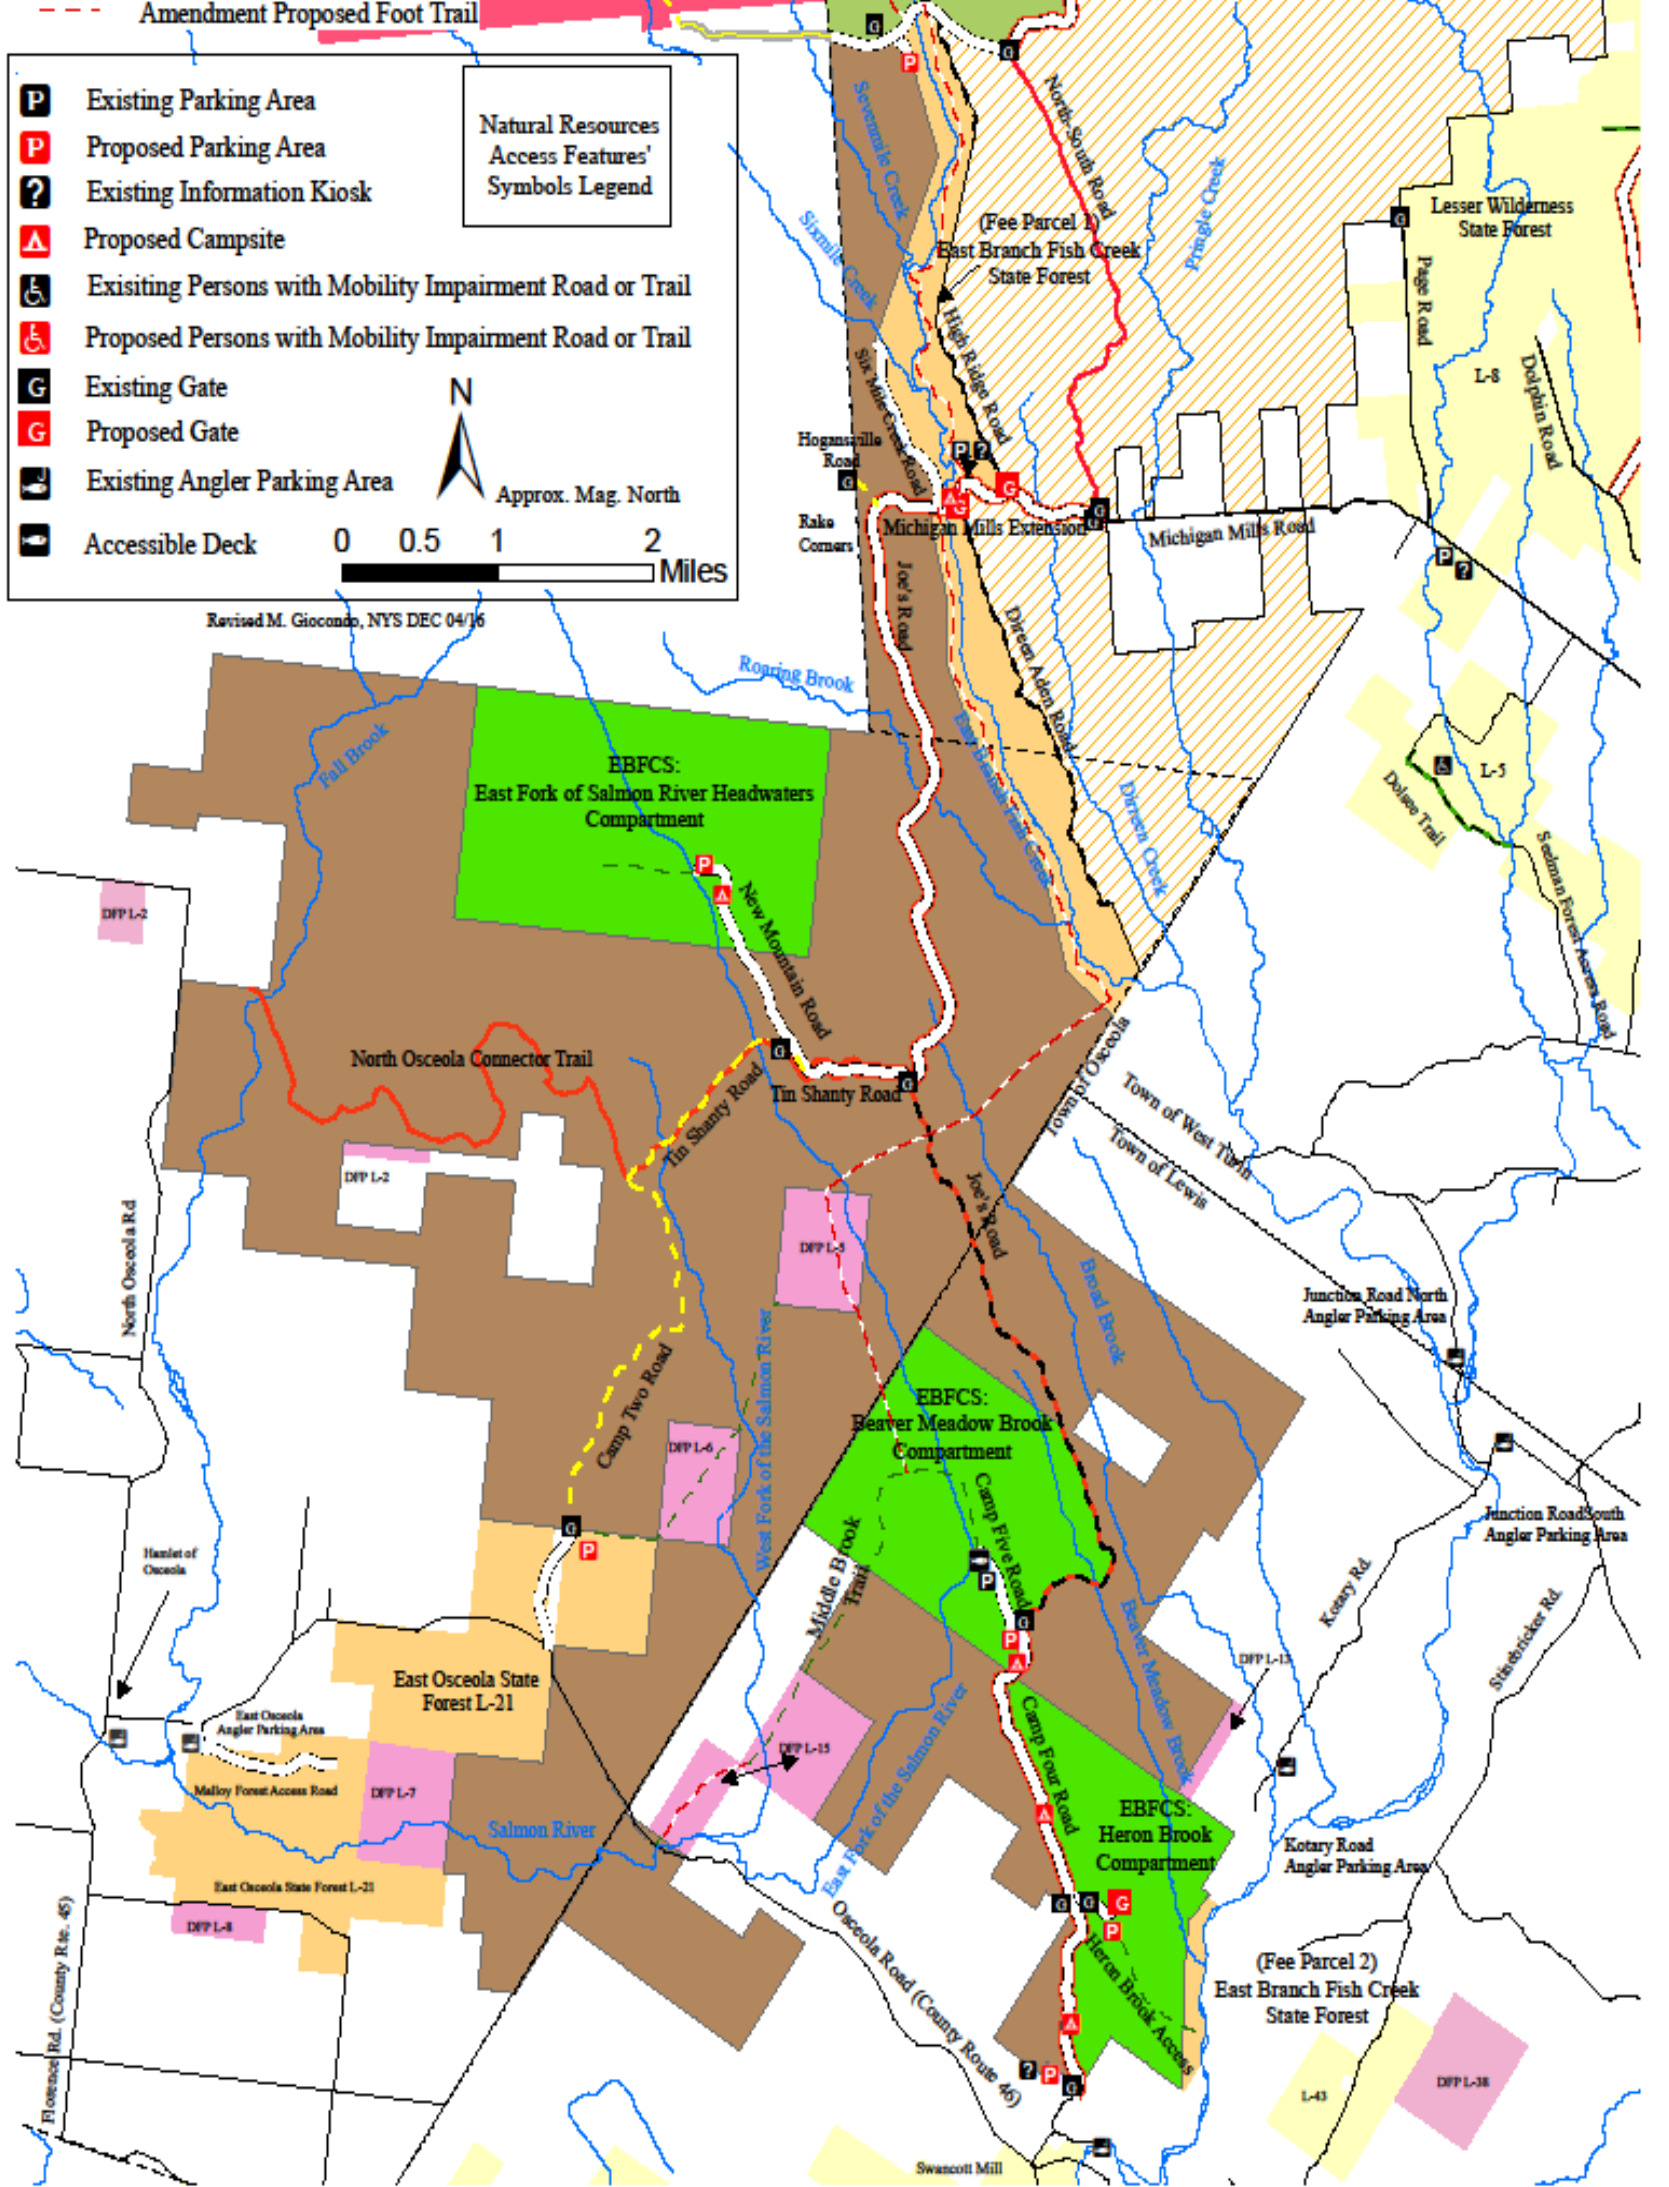 Amendment Proposed Foot Trail
P
Existing Parking Area
P
Proposed Parking Area
?
Existing Information Kiosk
Proposed Campsite
Exisiting Persons with Mobility Impairment Road or Trail
Proposed Persons with Mobility Impairment Road or Trail
G
Existing Gate
G
Proposed Gate
Existing Angler Parking Area
Accessible Deck
Natural Resources
Access Features'
Symbols Legend
N
Approx. Mag. North
0 0.5 1 2
Miles
Revised M. Giocondo, NYS DEC 04/16
G
P
G
Sevenmile Creek
Sixmile Creek
North-South Road
Pringle Creek
(Fee Parcel 1)
East Branch Fish Creek
State Forest
G
Lesser Wilderness
State Forest
Page Road
L-8
Dolphin Road
High Ridge Road
Six Mile Creek Road
Hogansville
Road
G
P
?
G
G
G
G
Rake
Corners
Michigan Mills Extension
Michigan Mills Road
P
?
Joe's Road
Direen Aden Road
Roaring Brook
East Branch Fish Creek
Dirreen Creek
L-5
Dolsee Trail
Seelman Forest Access Road
Fall Brook
EBFCS:
East Fork of Salmon River Headwaters
Compartment
P
New Mountain Road
DFP L-2
North Osceola Connector Trail
G
Tin Shanty Road
G
Tin Shanty Road
Town of Osceola
Town of West Turin
Town of Lewis
DFP L-2
North Osceola Rd
DFP L-5
Joe's Road
Broad Brook
Junction Road North
Angler Parking Area
Camp Two Road
West Fork of the Salmon River
DFP L-6
EBFCS:
Beaver Meadow Brook
Compartment
Junction Road South
Angler Parking Area
G
P
Hamlet of
Osceola
Middle Brook
Trail
Camp Five Road
P
G
P
Beaver Meadow Brook
Kotary Rd.
Stinebricker Rd.
DFP L-13
East Osceola State
Forest L-21
East Osceola
Angler Parking Area
Malloy Forest Access Road
DFP L-7
DFP L-15
East Fork of the Salmon River
Camp Four Road
EBFCS:
Heron Brook
Compartment
Salmon River
Kotary Road
Angler Parking Area
East Osceola State Forest L-21
DFP L-8
G
G
G
P
Heron Brook Access
Osceola Road (County Route 46)
Florence Rd. (County Rte. 45)
(Fee Parcel 2)
East Branch Fish Creek
State Forest
?
P
G
L-43
DFP L-38
Swancott Mill